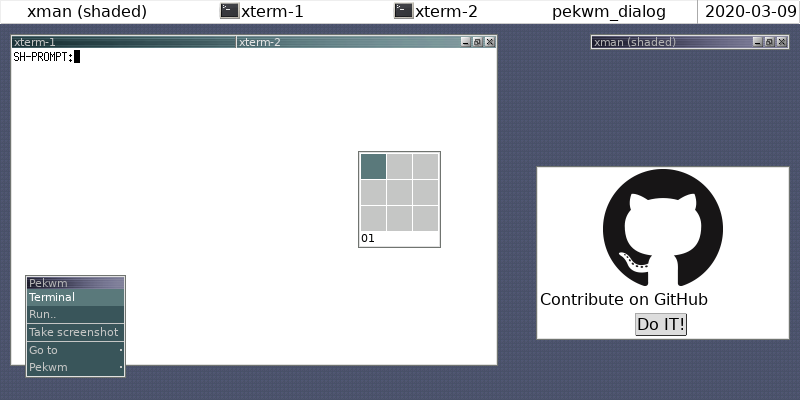 xman (shaded) xterm-1 xterm-2 pekwm_dialog 2020-03-09
xterm-1 xterm-2
SH-PROMPT:
xman (shaded)
01
Pekwm
Terminal
Run..
Take screenshot
Go to
Pekwm
Contribute on GitHub
Do IT!